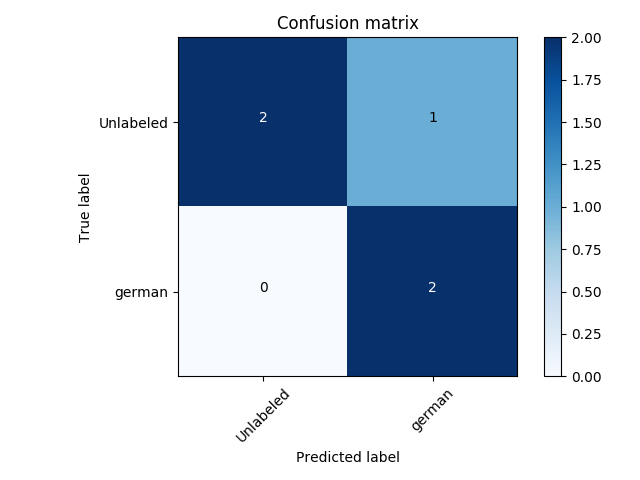 Confusion matrix
2.00
1.75
1.50
1.25
1.00
0.75
0.50
0.25
0.00
True label
Unlabeled
german
2
1
0
2
Unlabeled
german
Predicted label